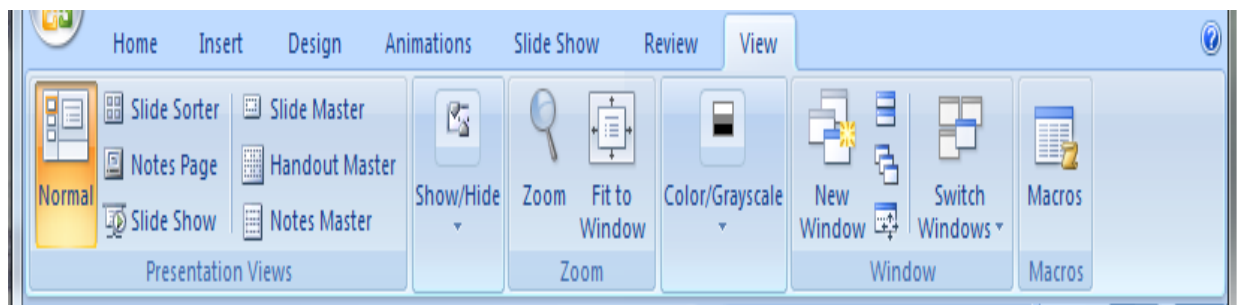 Home Insert Design Animations Slide Show Review View
Normal
Slide Sorter
Notes Page
Slide Show
Slide Master
Handout Master
Notes Master
Presentation Views
Show/Hide
Zoom
Fit to
Window
Zoom
Color/Grayscale
New
Window
Switch
Windows
Window
Macros
Macros